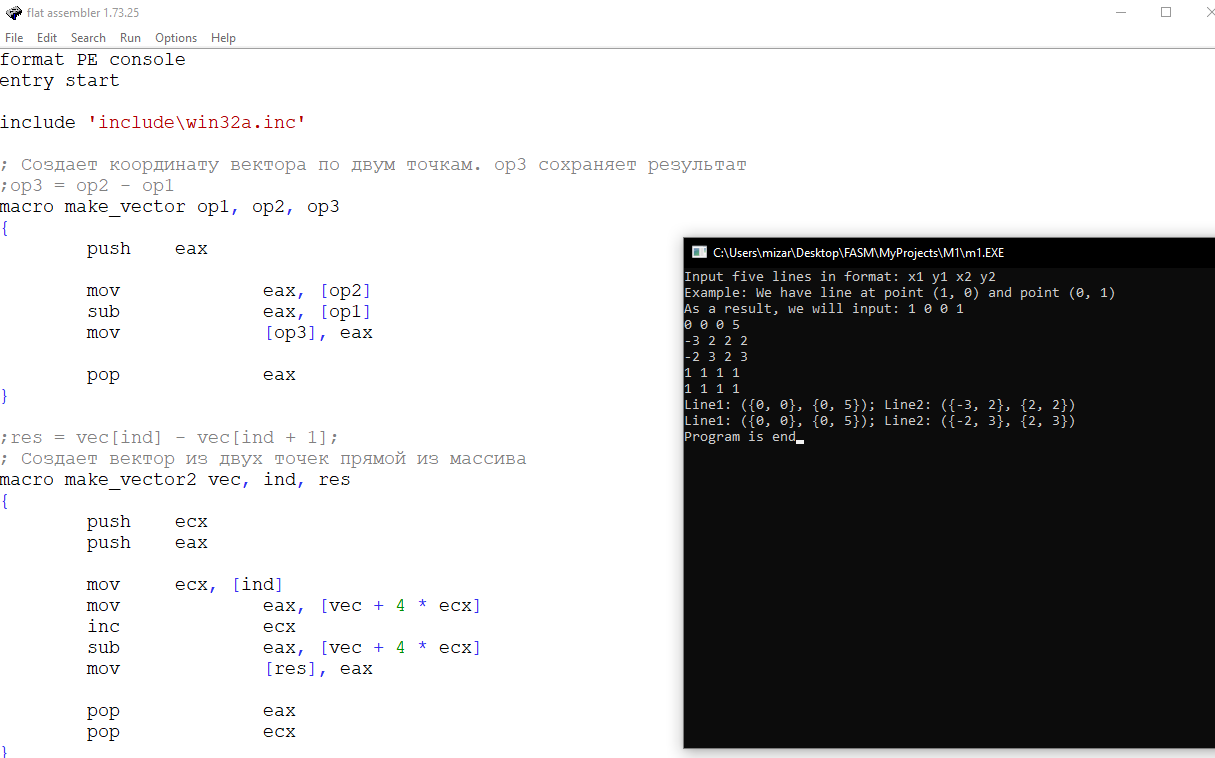 flat assembler 1.73.25
File Edit Search Run Options Help
format PE console
entry start
include 'include\win32a.inc'
; Создает координату вектора по двум точкам. op3 сохраняет результат
;op3 = op2 - op1
macro make_vector op1, op2, op3
{
push eax
mov eax, [op2]
sub eax, [op1]
mov [op3], eax
pop eax
}
;res = vec[ind] - vec[ind + 1];
; Создает вектор из двух точек прямой из массива
macro make_vector2 vec, ind, res
{
push ecx
push eax
mov ecx, [ind]
mov eax, [vec + 4 * ecx]
inc ecx
sub eax, [vec + 4 * ecx]
mov [res], eax
pop eax
pop ecx
}
C:\Users\mizar\Desktop\FASM\MyProjects\M1\m1.EXE
Input five lines in format: x1 y1 x2 y2
Example: We have line at point (1, 0) and point (0, 1)
As a result, we will input: 1 0 0 1
0 0 0 5
-3 2 2 2
-2 3 2 3
1 1 1 1
1 1 1 1
Line1: ({0, 0}, {0, 5}); Line2: ({-3, 2}, {2, 2})
Line1: ({0, 0}, {0, 5}); Line2: ({-2, 3}, {2, 3})
Program is end